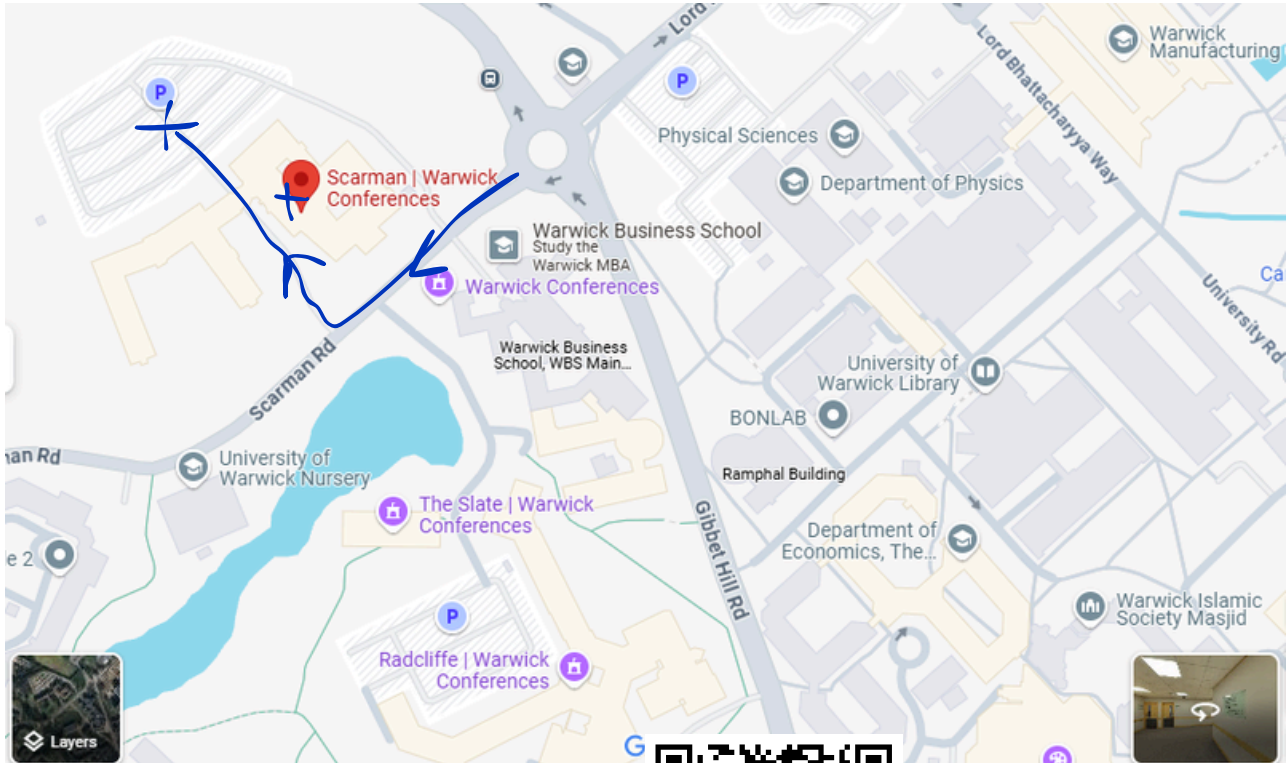 Lord
Warwick
Manufacturing
P
P
Lord Bhattacharyya Way
Physical Sciences
Scarman | Warwick
Conferences
Department of Physics
Warwick Business School
Study the
Warwick MBA
Warwick Conferences
Ca
University Rd
Warwick Business
School, WBS Main...
University of
Warwick Library
Scarman Rd
BONLAB
nan Rd
University of
Warwick Nursery
Ramphal Building
The Slate | Warwick
Conferences
Gibbet Hill Rd
Department of
Economics, The...
e 2
P
Warwick Islamic
Society Masjid
Radcliffe | Warwick
Conferences
Layers
G